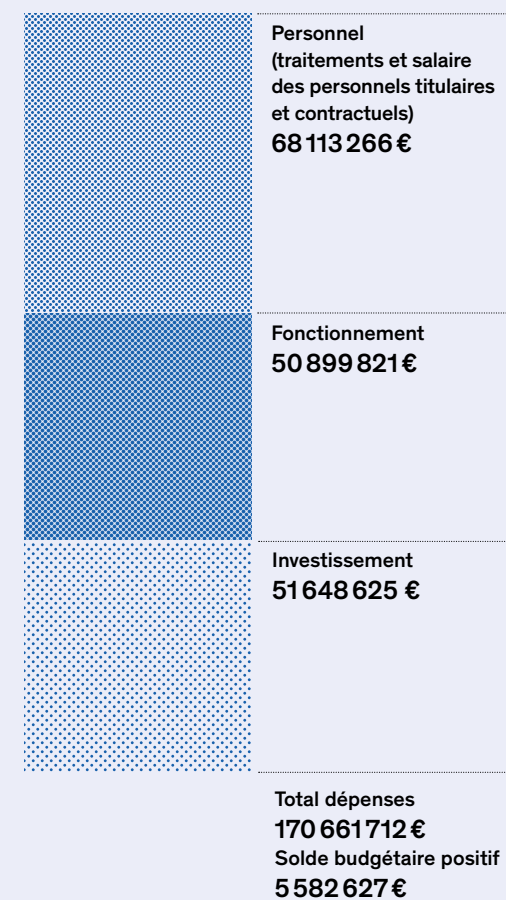 Personnel
(traitements et salaire
des personnels titulaires
et contractuels)
68 113 266 €
Fonctionnement
50 899 821 €
Investissement
51 648 625 €
Total dépenses
170 661 712 €
Solde budgétaire positif
5 582 627 €